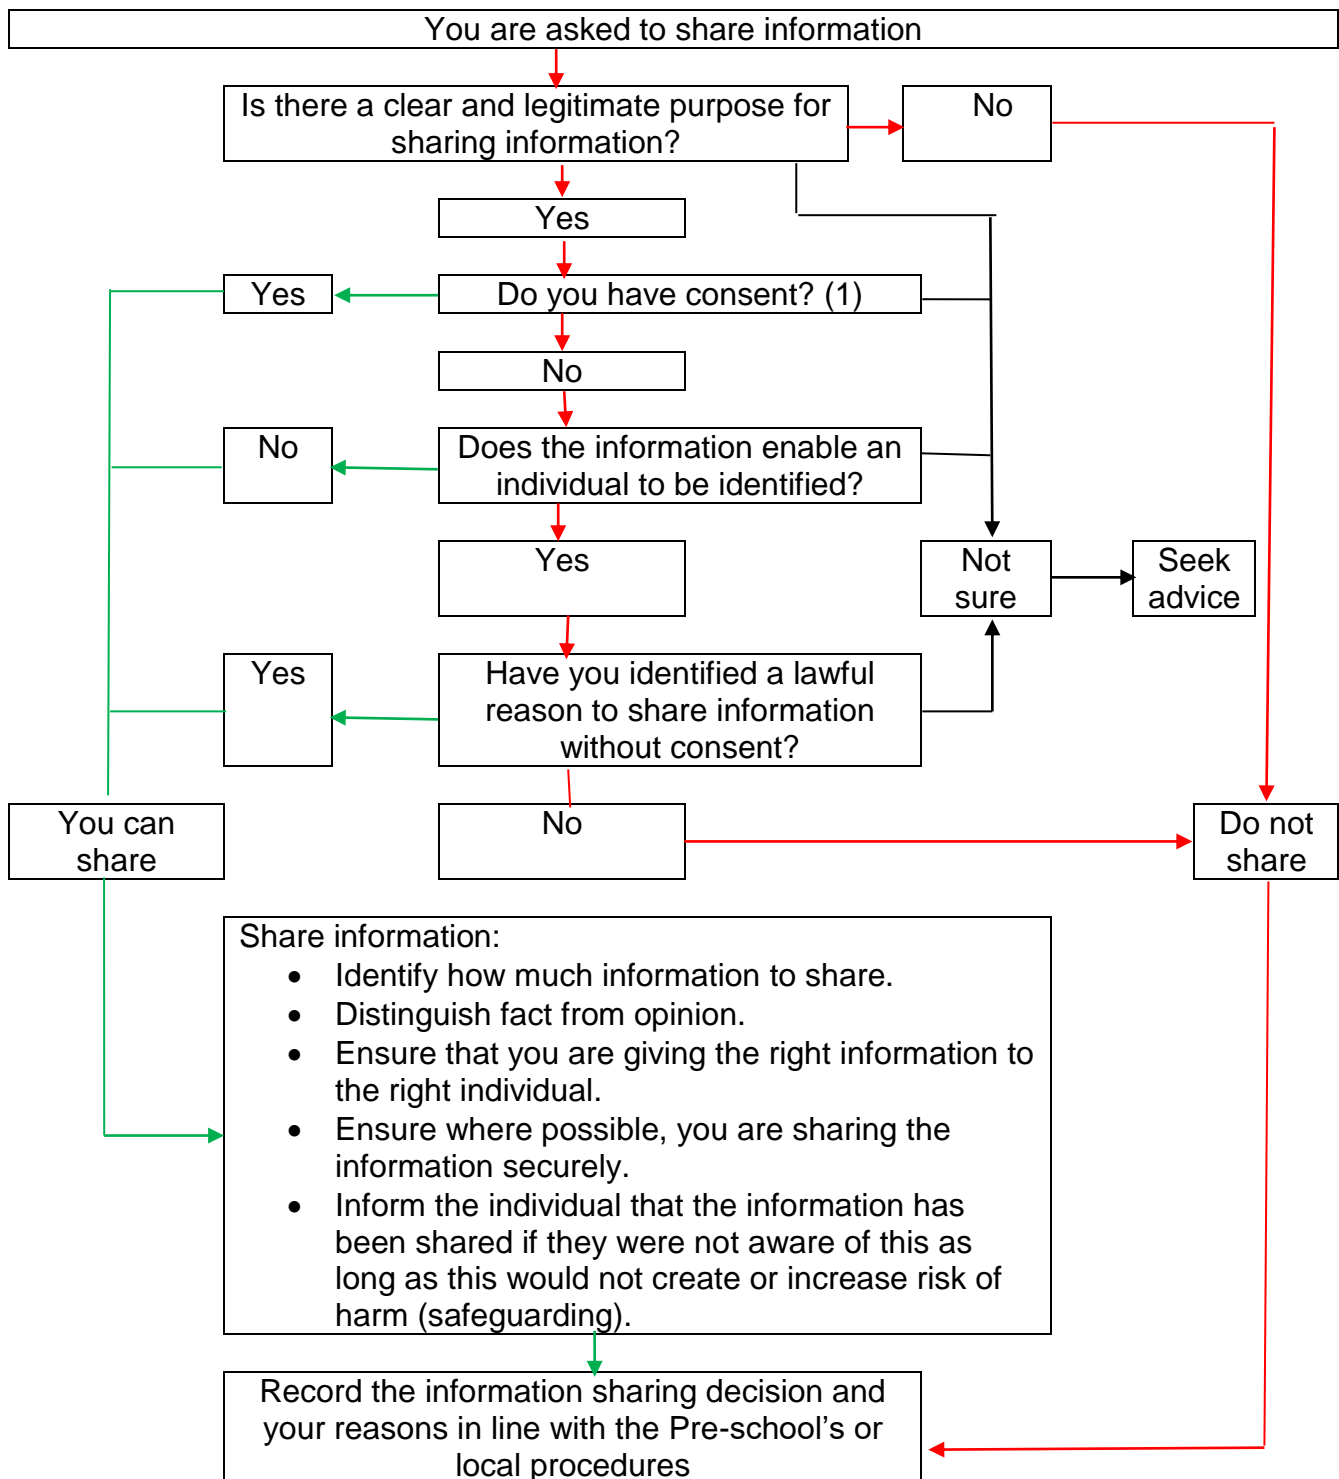 You are asked to share information
Is there a clear and legitimate purpose for
sharing information?
No
Yes
Yes
Do you have consent? (1)
No
No
Does the information enable an
individual to be identified?
Yes
Not
sure
Seek
advice
Yes
Have you identified a lawful
reason to share information
without consent?
You can
share
No
Do not
share
Share information:
• Identify how much information to share.
• Distinguish fact from opinion.
• Ensure that you are giving the right information to
the right individual.
• Ensure where possible, you are sharing the
information securely.
• Inform the individual that the information has
been shared if they were not aware of this as
long as this would not create or increase risk of
harm (safeguarding).
Record the information sharing decision and
your reasons in line with the Pre-school’s or
local procedures